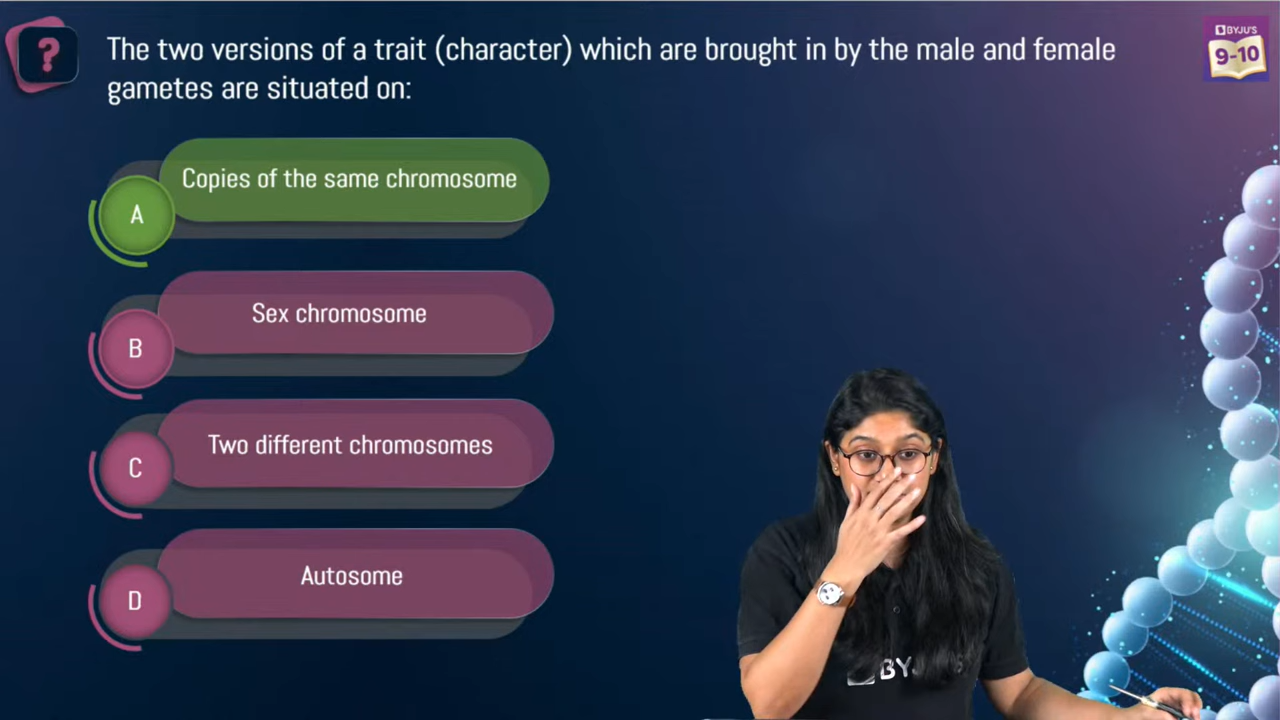 ?
The two versions of a trait (character) which are brought in by the male and female
gametes are situated on:
BYJU'S
9-10
A
Copies of the same chromosome
B
Sex chromosome
C
Two different chromosomes
D
Autosome